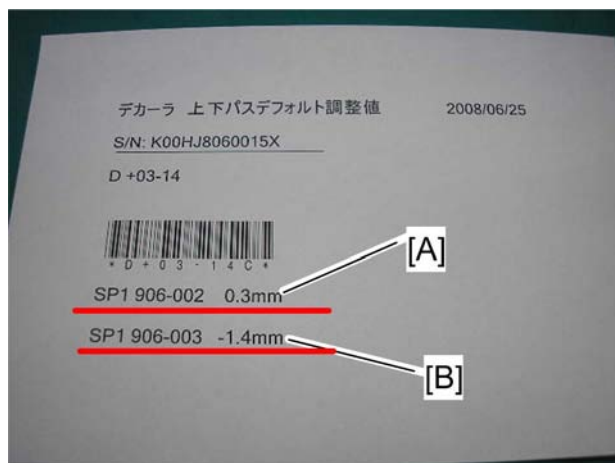 デカーラ 上下パスデフォルト調整値 2008/06/25
S/N: K00HJ8060015X
D +03-14
*D+03-14C*
SP1 906-002 0.3mm
[A]
SP1 906-003 -1.4mm
[B]